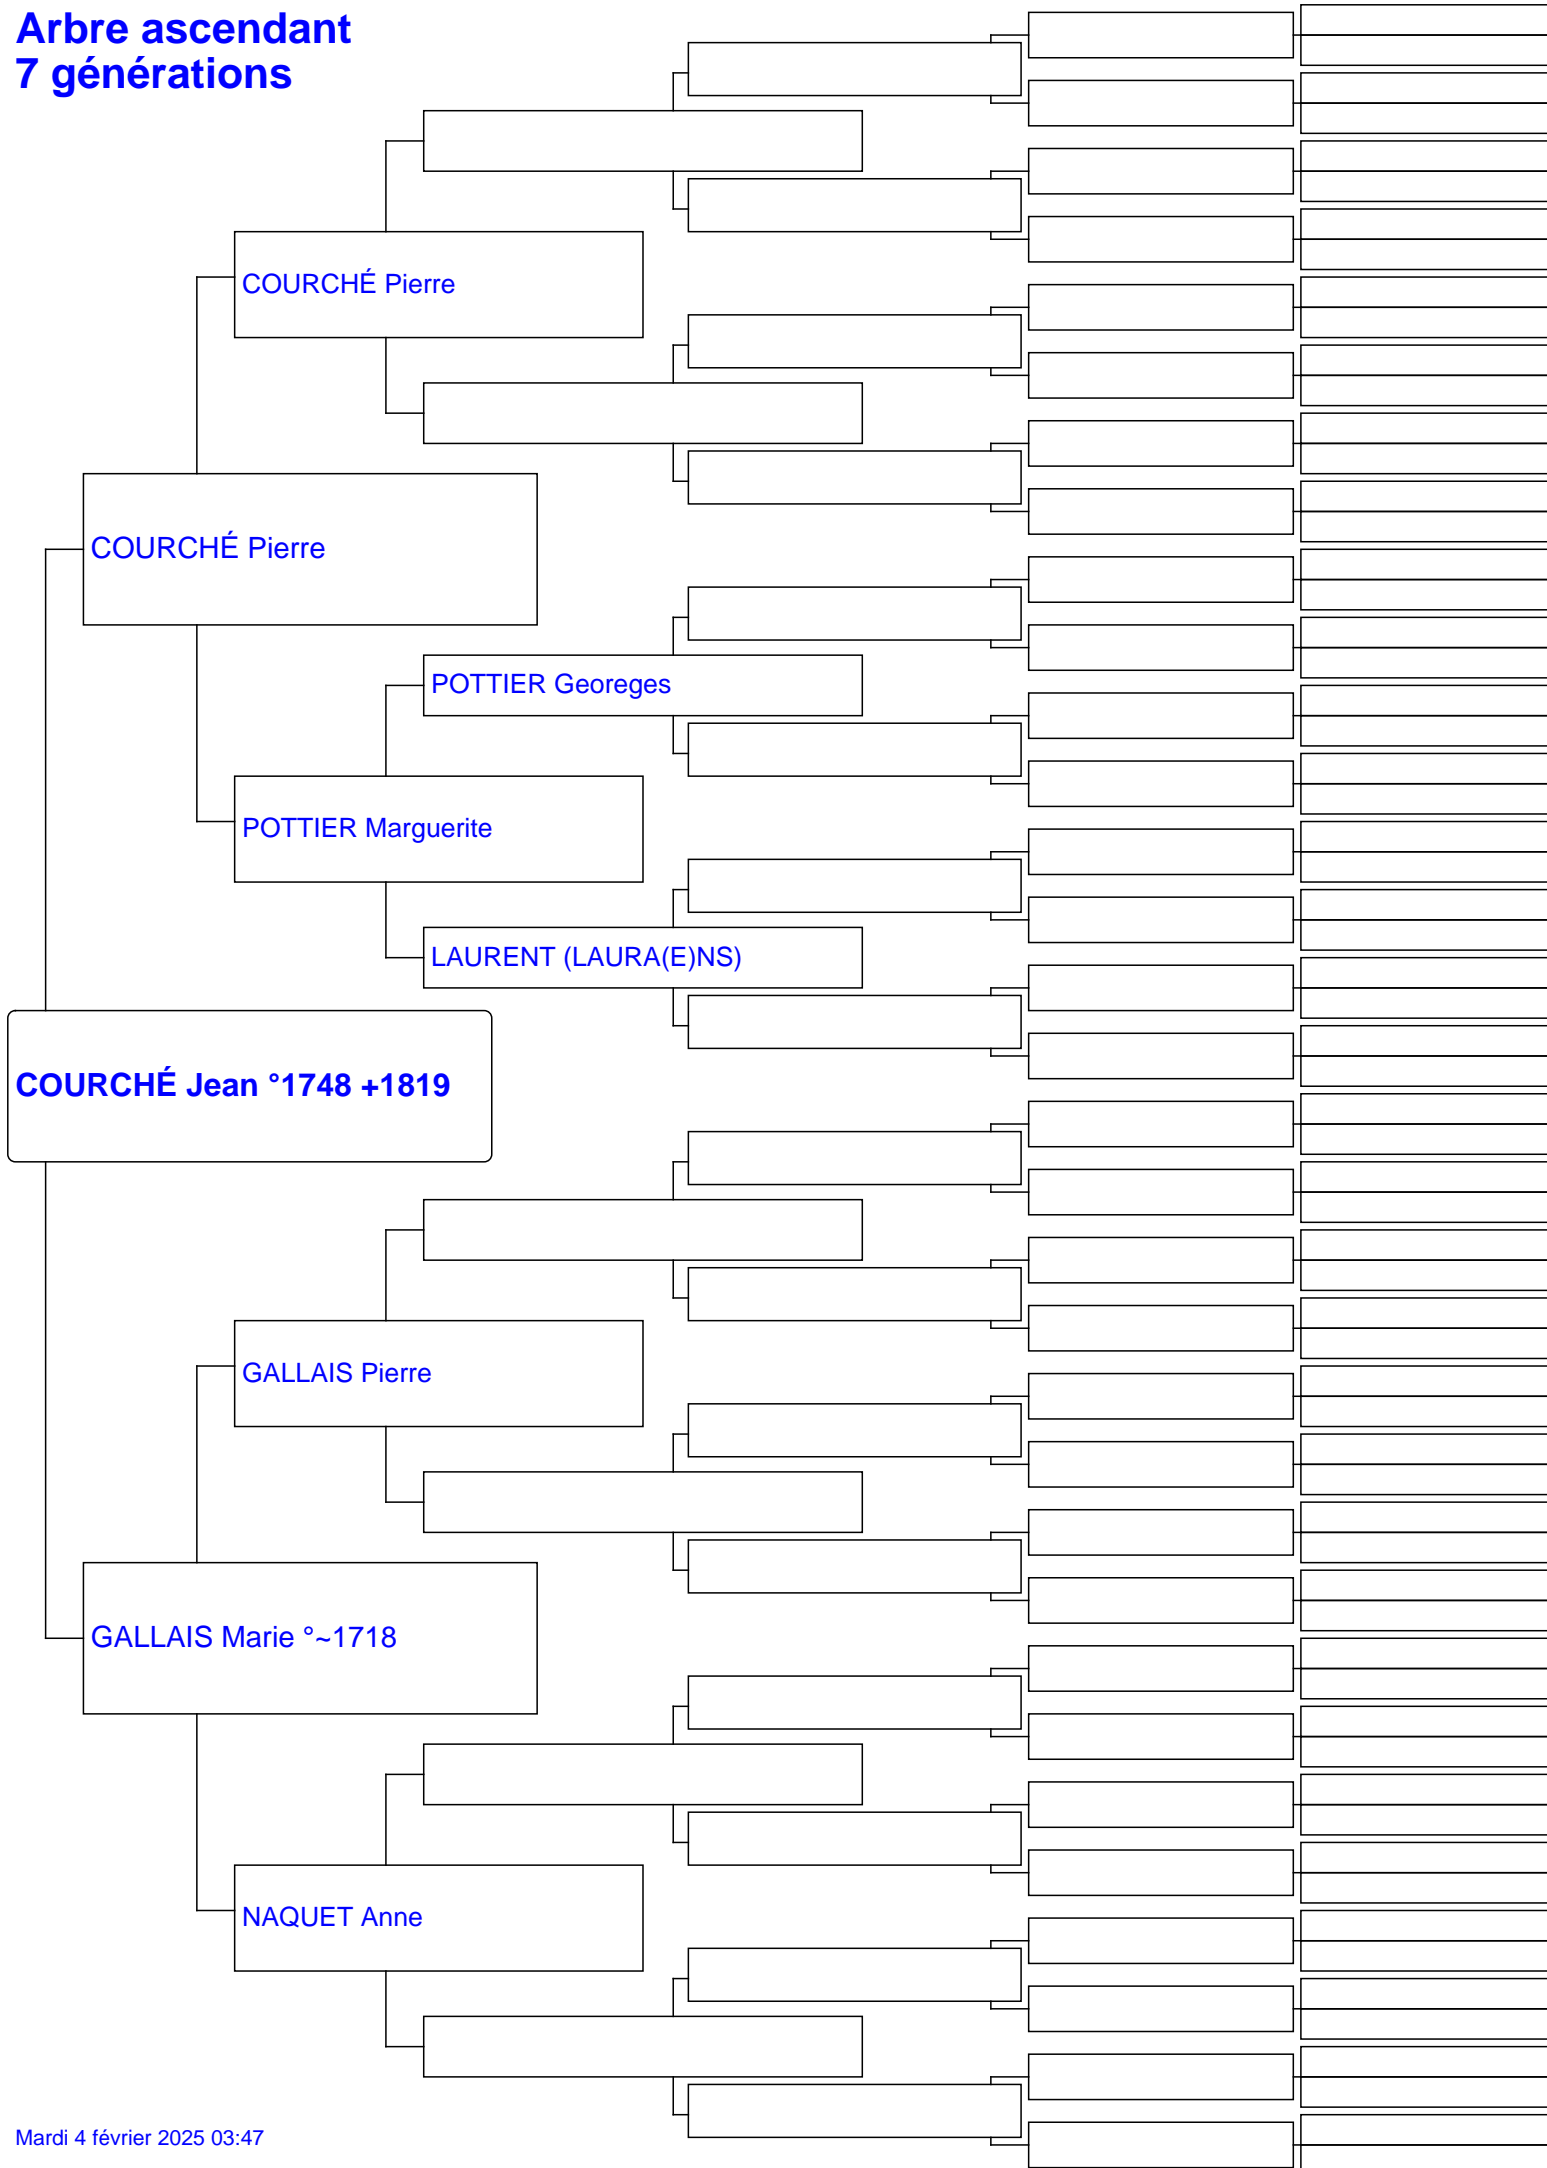 Arbre ascendant
7 générations
COURCHÉ Pierre
COURCHÉ Pierre
POTTIER Georeges
POTTIER Marguerite
LAURENT (LAURA(E)NS)
COURCHÉ Jean °1748 +1819
GALLAIS Pierre
GALLAIS Marie °~1718
NAQUET Anne
Mardi 4 février 2025 03:47